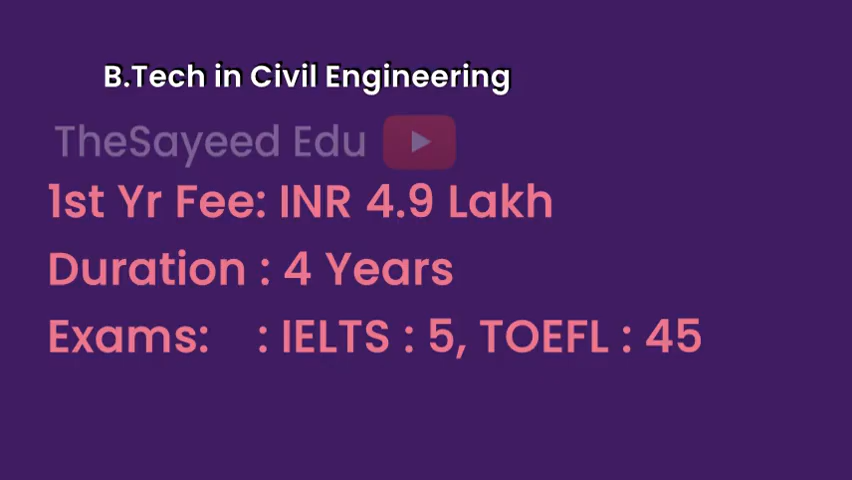 B.Tech in Civil Engineering
TheSayeed Edu
1st Yr Fee: INR 4.9 Lakh
Duration : 4 Years
Exams: : IELTS : 5, TOEFL : 45